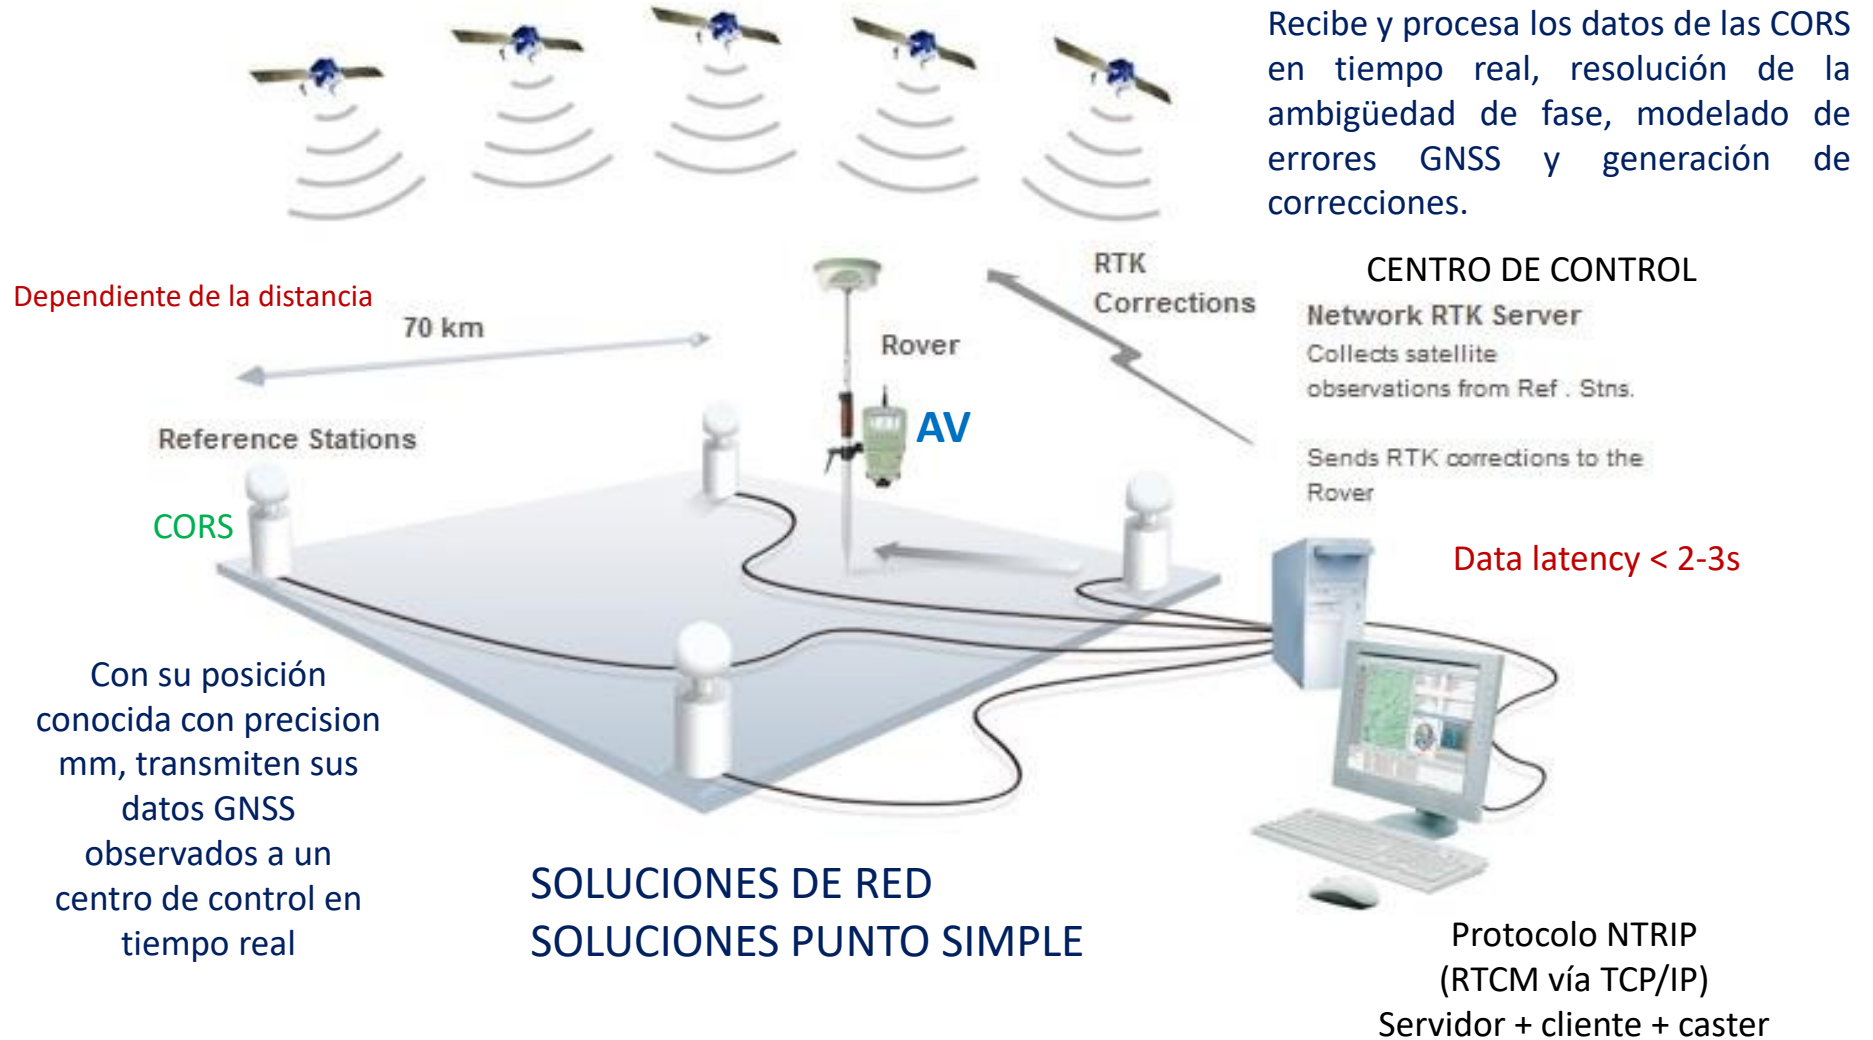 Recibe y procesa los datos de las CORS
en tiempo real, resolución de la
ambigüedad de fase, modelado de
errores GNSS y generación de
correcciones.
CENTRO DE CONTROL
Network RTK Server
Collects satellite
observations from Ref . Stns.
Sends RTK corrections to the
Rover
RTK
Corrections
Dependiente de la distancia
70 km
Rover
AV
Reference Stations
CORS
Data latency < 2-3s
Con su posición
conocida con precision
mm, transmiten sus
datos GNSS
observados a un
centro de control en
tiempo real
SOLUCIONES DE RED
SOLUCIONES PUNTO SIMPLE
Protocolo NTRIP
(RTCM vía TCP/IP)
Servidor + cliente + caster